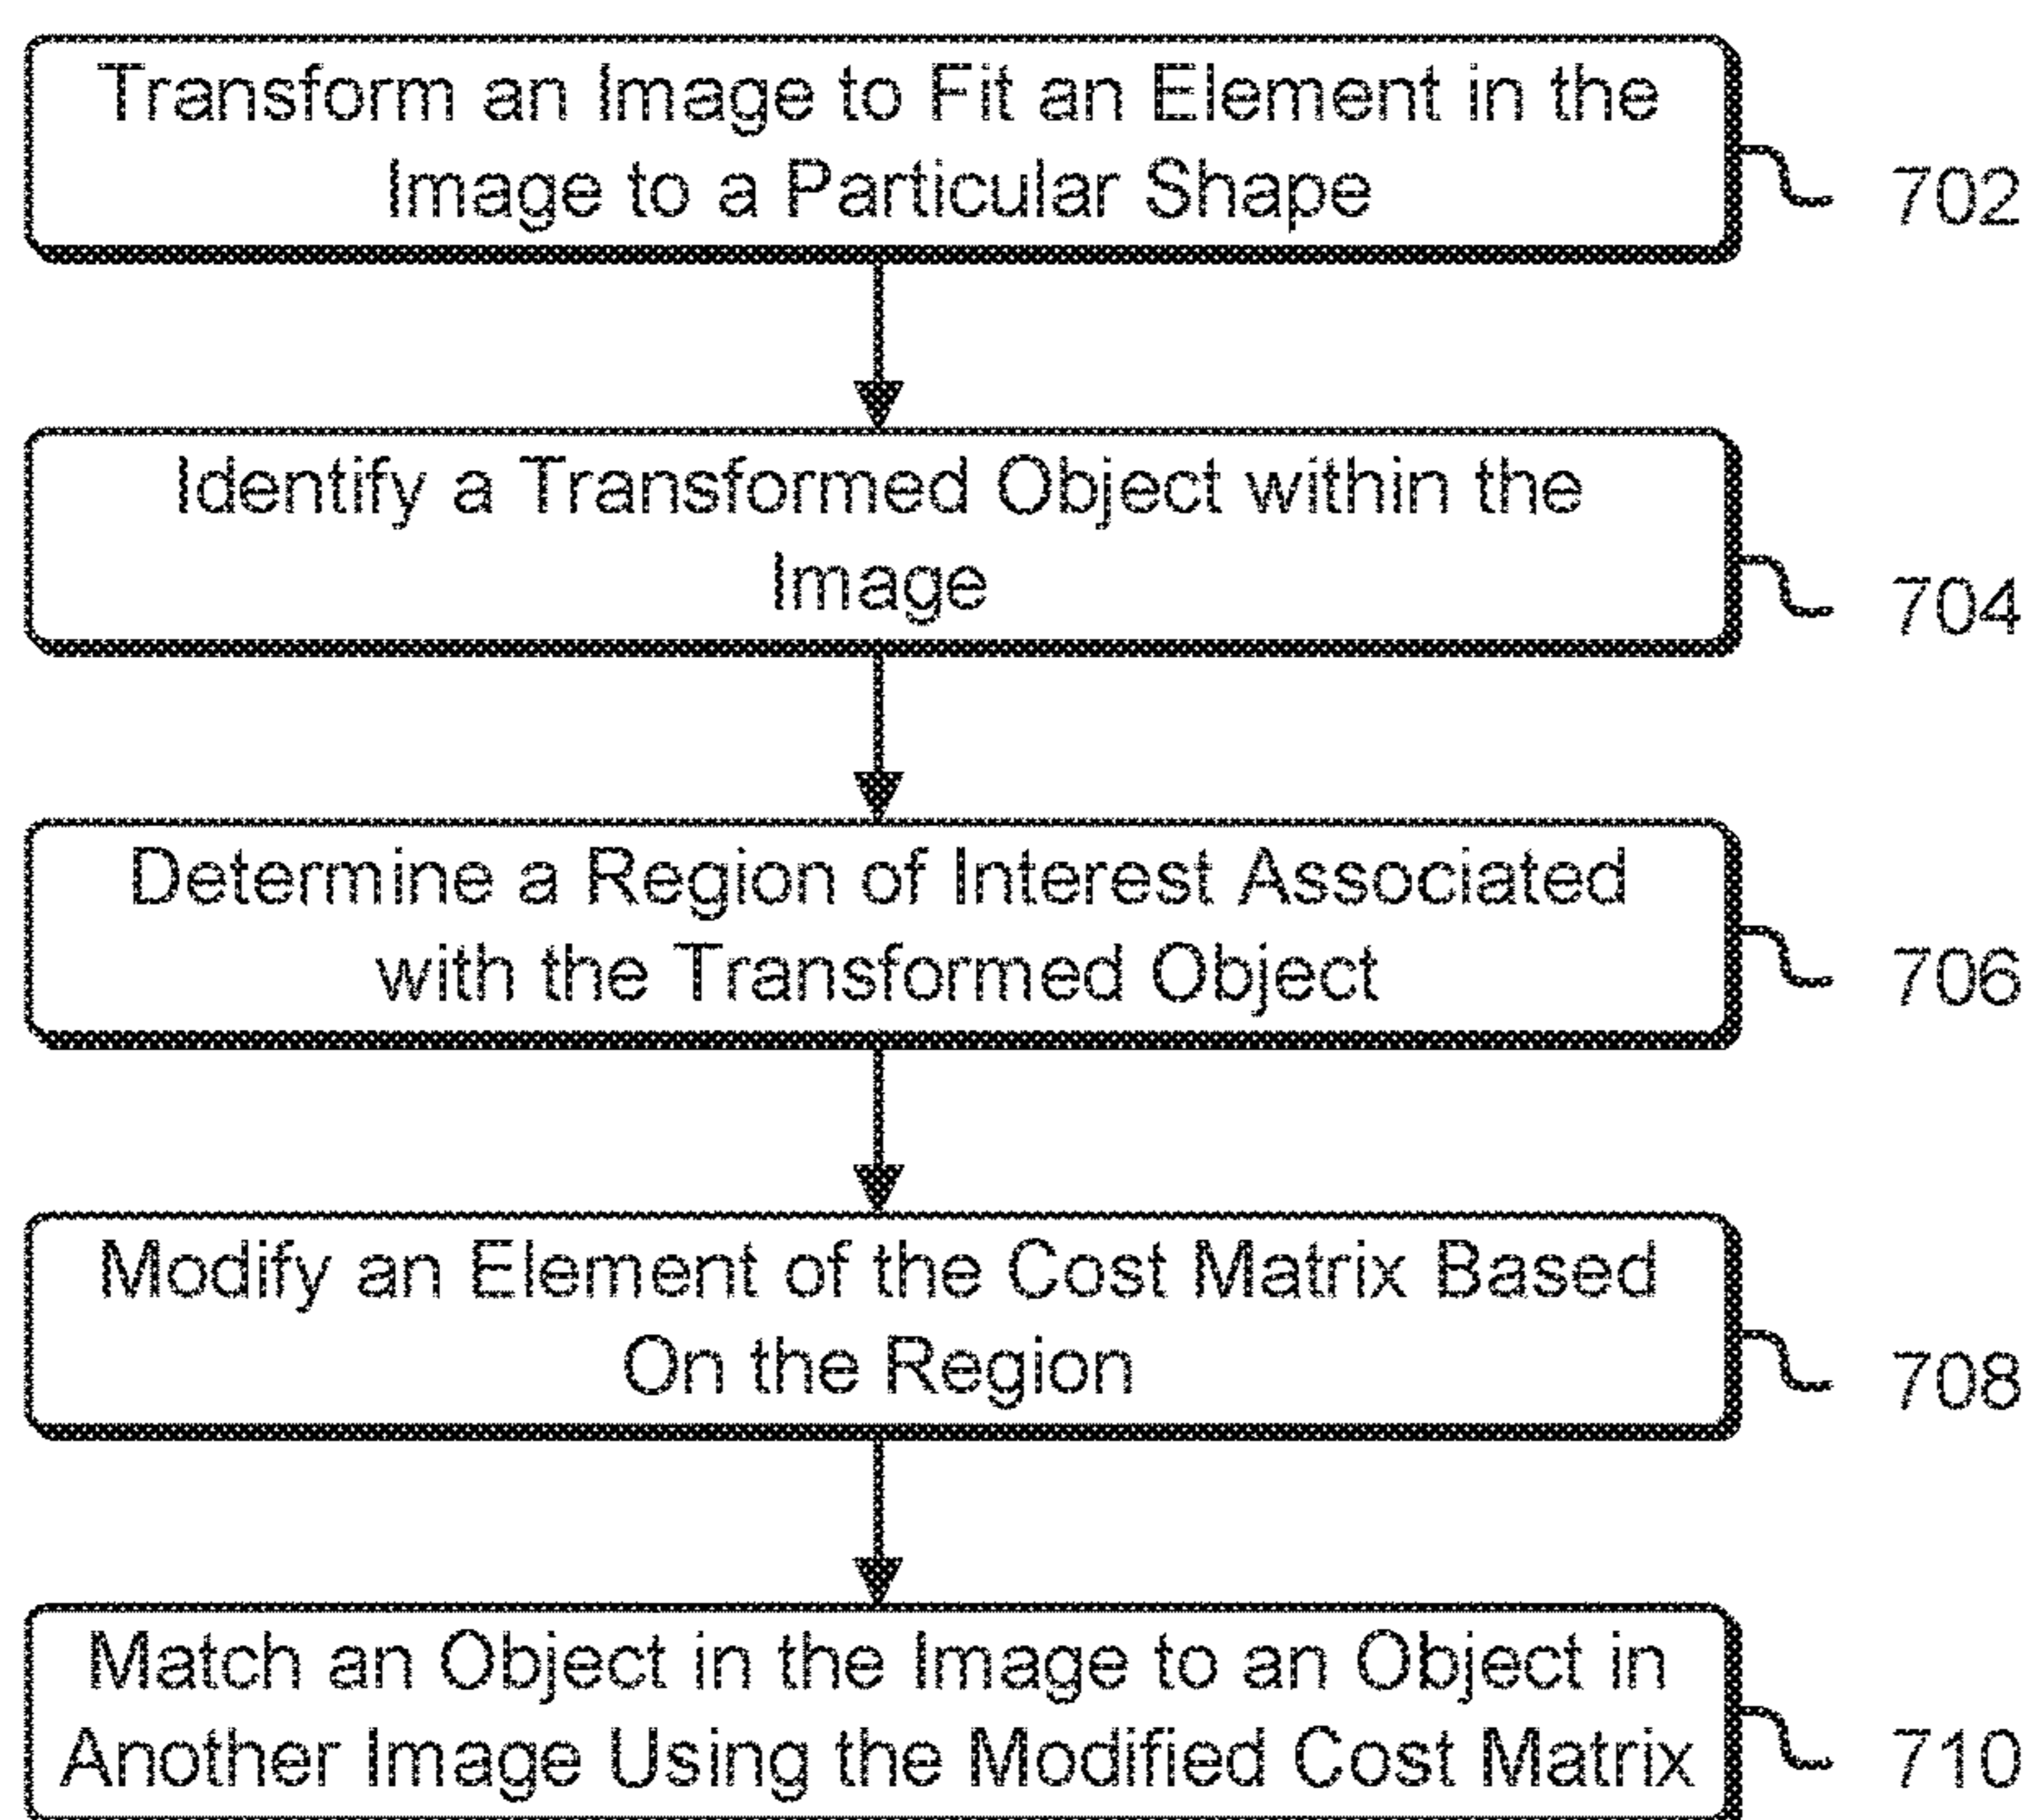 Transform an Image to Fit an Element in the
Image to a Particular Shape
702
Identify a Transformed Object within the
Image
704
Determine a Region of Interest Associated
with the Transformed Object
706
Modify an Element of the Cost Matrix Based
On the Region
708
Match an Object in the Image to an Object in
Another Image Using the Modified Cost Matrix
710